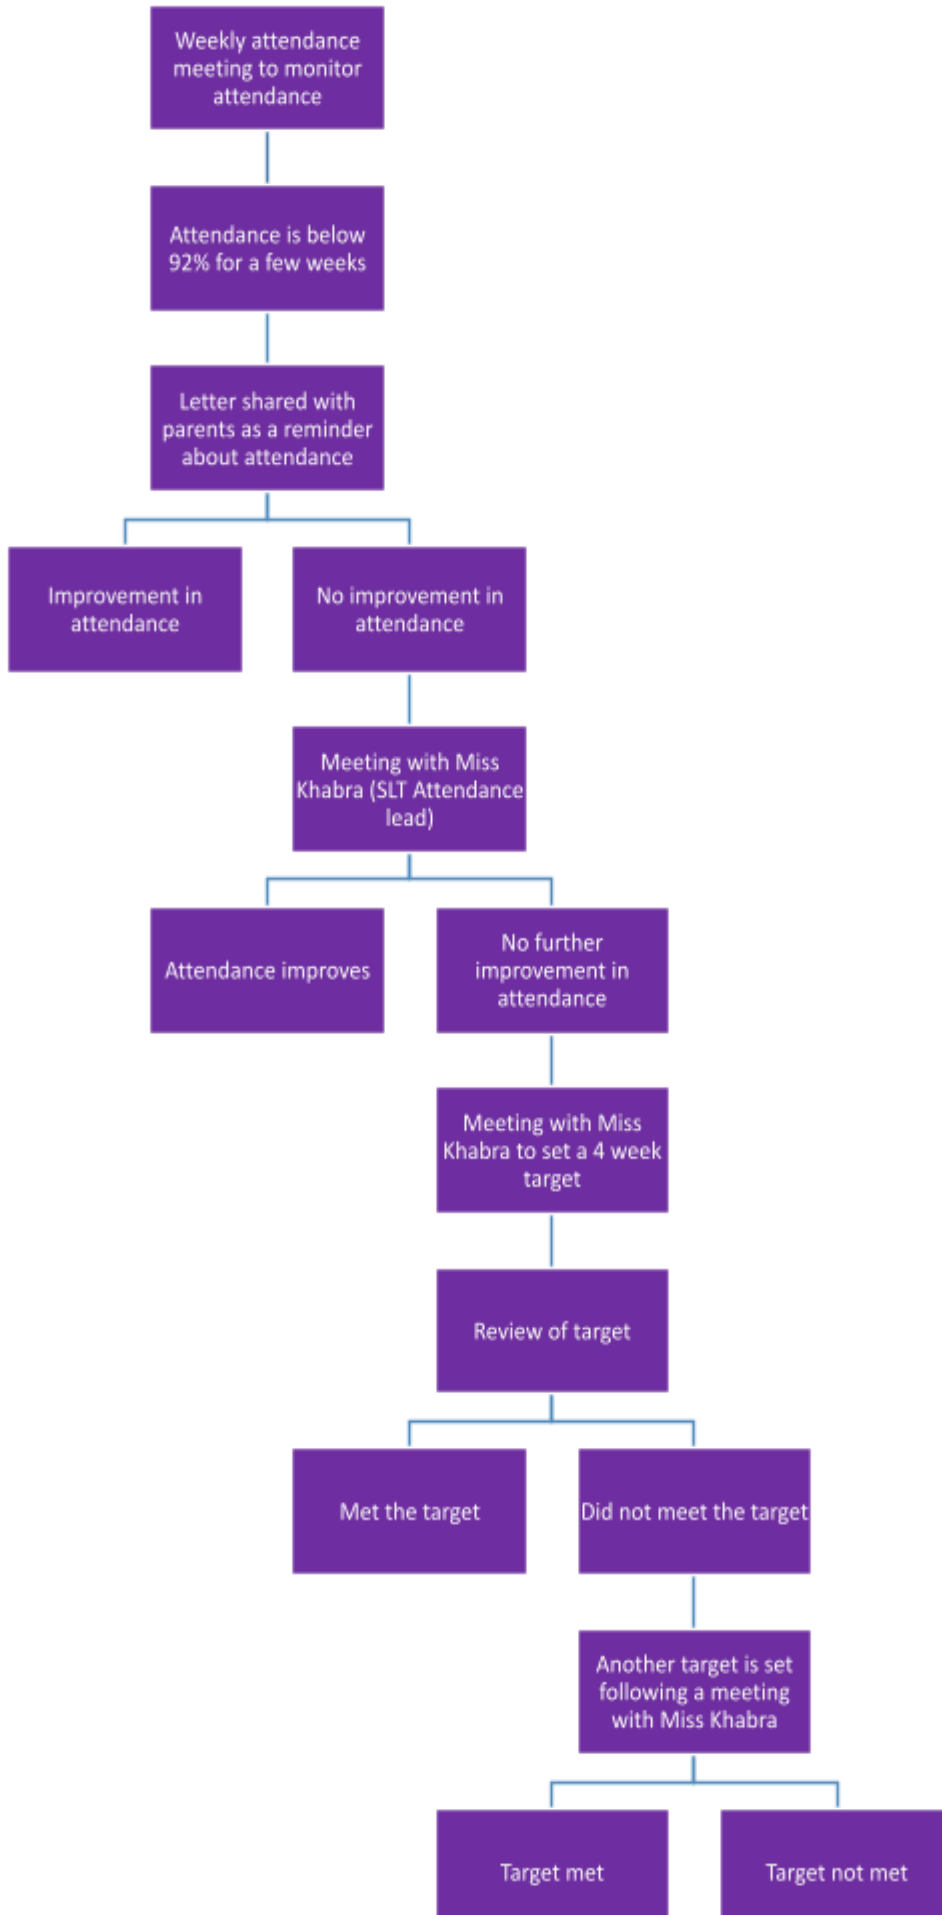 Weekly attendance
meeting to monitor
attendance
Attendance is below
92% for a few weeks
Letter shared with
parents as a reminder
about attendance
Improvement in
attendance
No improvement in
attendance
Meeting with Miss
Khabra (SLT Attendance
lead)
Attendance improves
No further
improvement in
attendance
Meeting with Miss
Khabra to set a 4 week
target
Review of target
Met the target
Did not meet the target
Another target is set
following a meeting
with Miss Khabra
Target met
Target not met